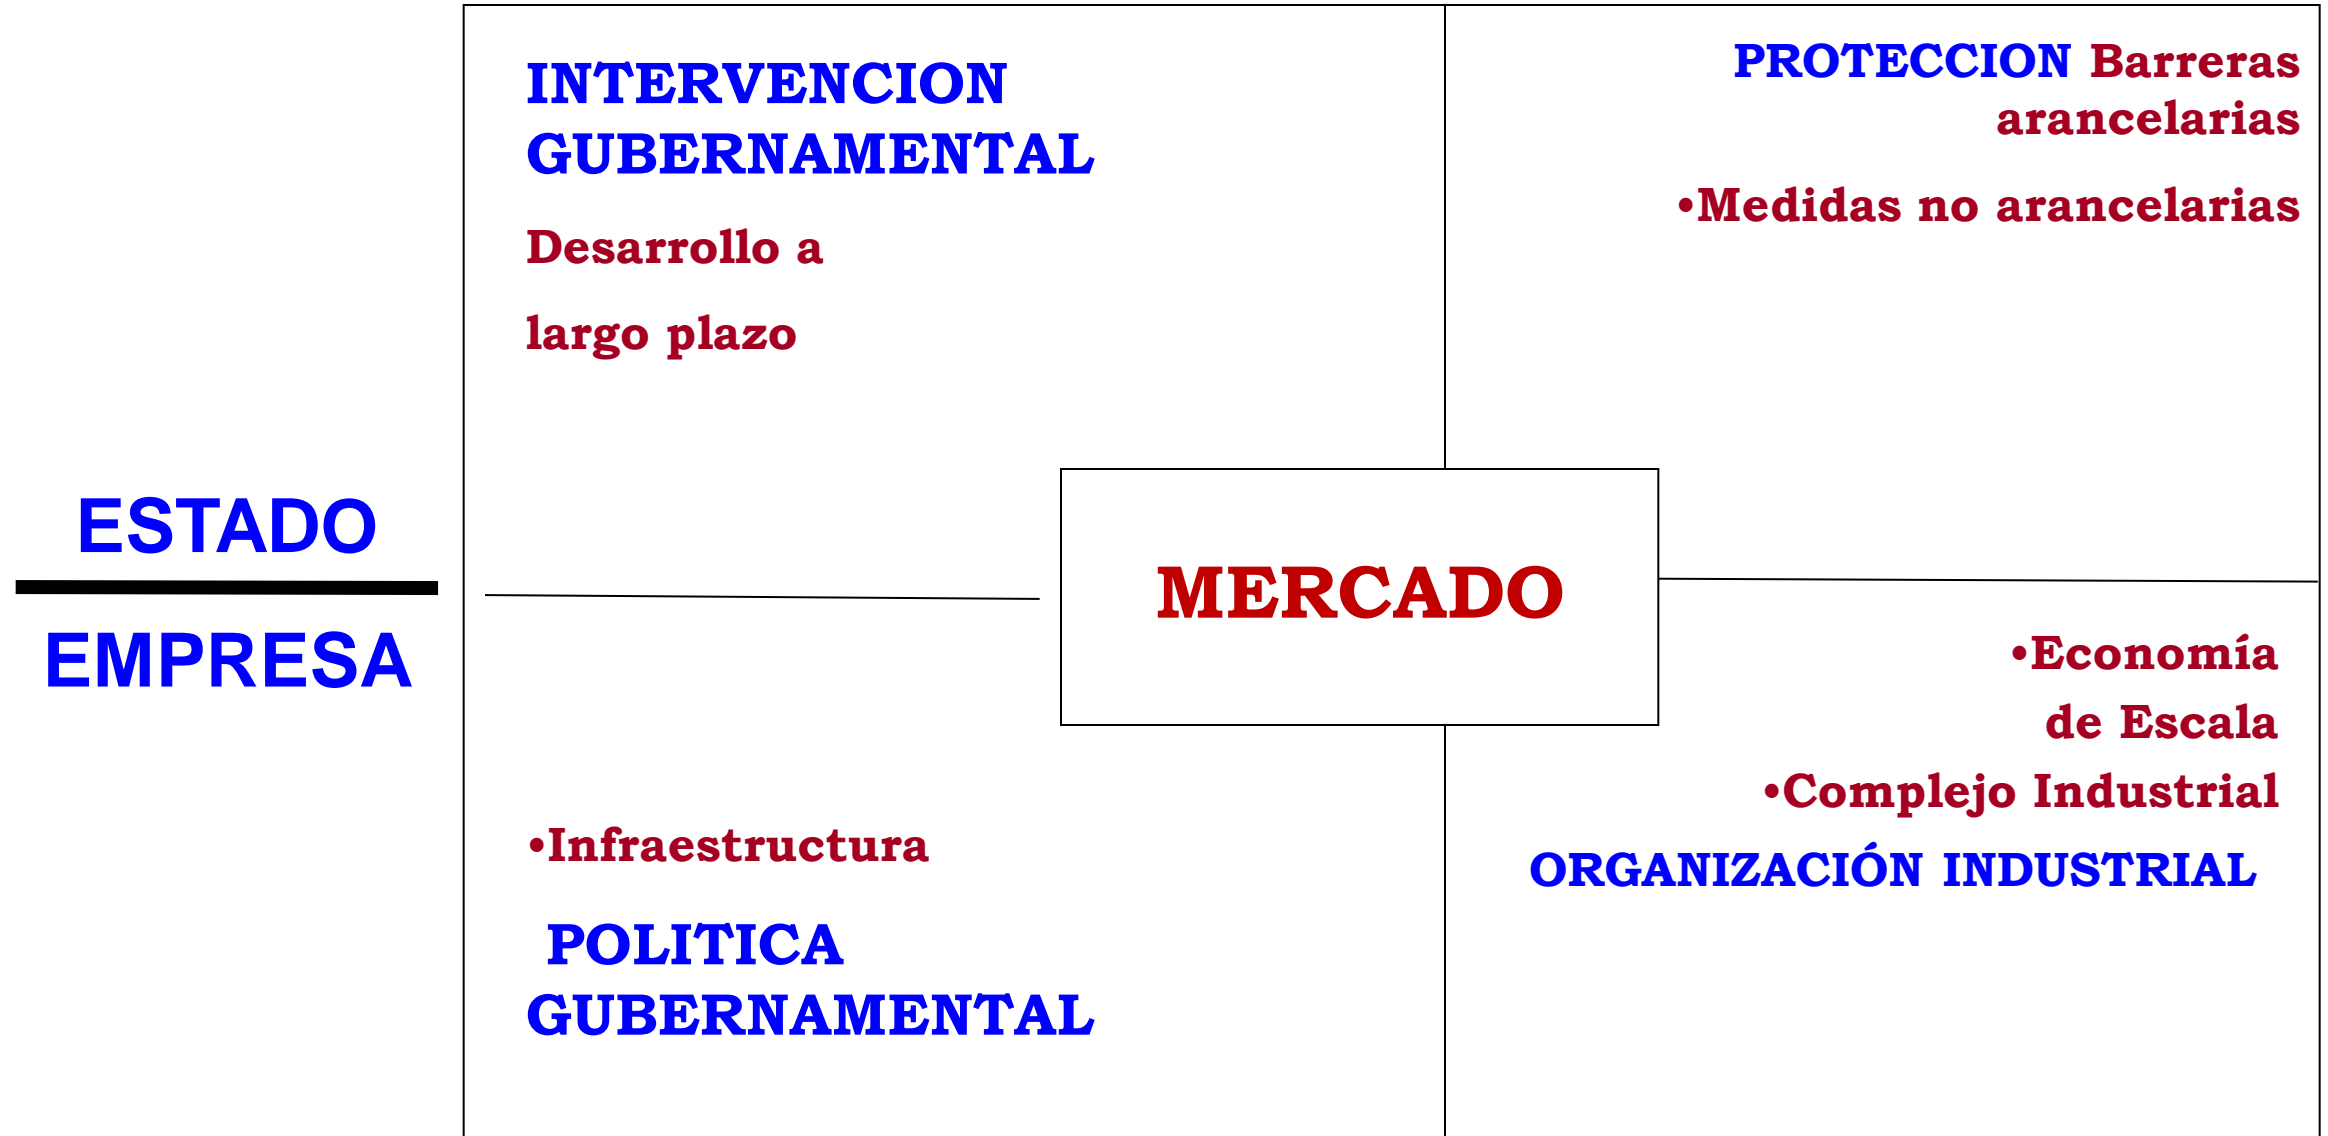 ESTADO
EMPRESA
INTERVENCION
GUBERNAMENTAL
Desarrollo a
largo plazo
PROTECCION Barreras
arancelarias
•Medidas no arancelarias
MERCADO
•Infraestructura
POLITICA
GUBERNAMENTAL
•Economía
de Escala
•Complejo Industrial
ORGANIZACIÓN INDUSTRIAL